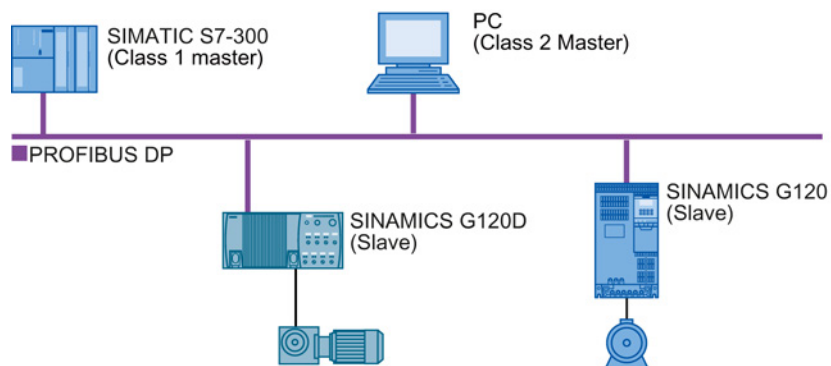 SIMATIC S7-300
(Class 1 master)
PC
(Class 2 Master)
PROFIBUS DP
SINAMICS G120D
(Slave)
SINAMICS G120
(Slave)